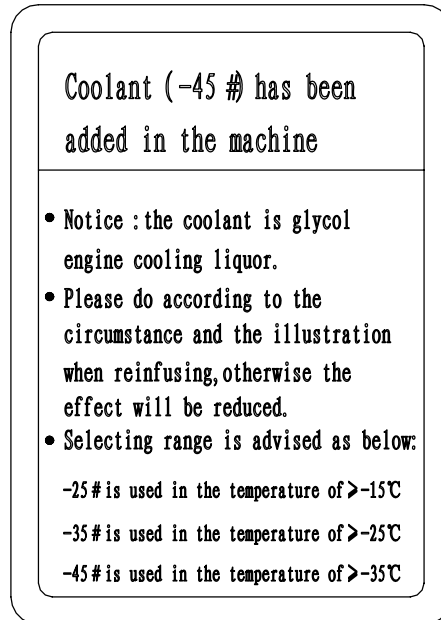 Coolant (-45 #) has been
added in the machine
• Notice : the coolant is glycol
engine cooling liquor.
• Please do according to the
circumstance and the illustration
when reinfusing, otherwise the
effect will be reduced.
• Selecting range is advised as below:
-25 # is used in the temperature of >-15℃
-35 # is used in the temperature of >-25℃
-45 # is used in the temperature of >-35℃